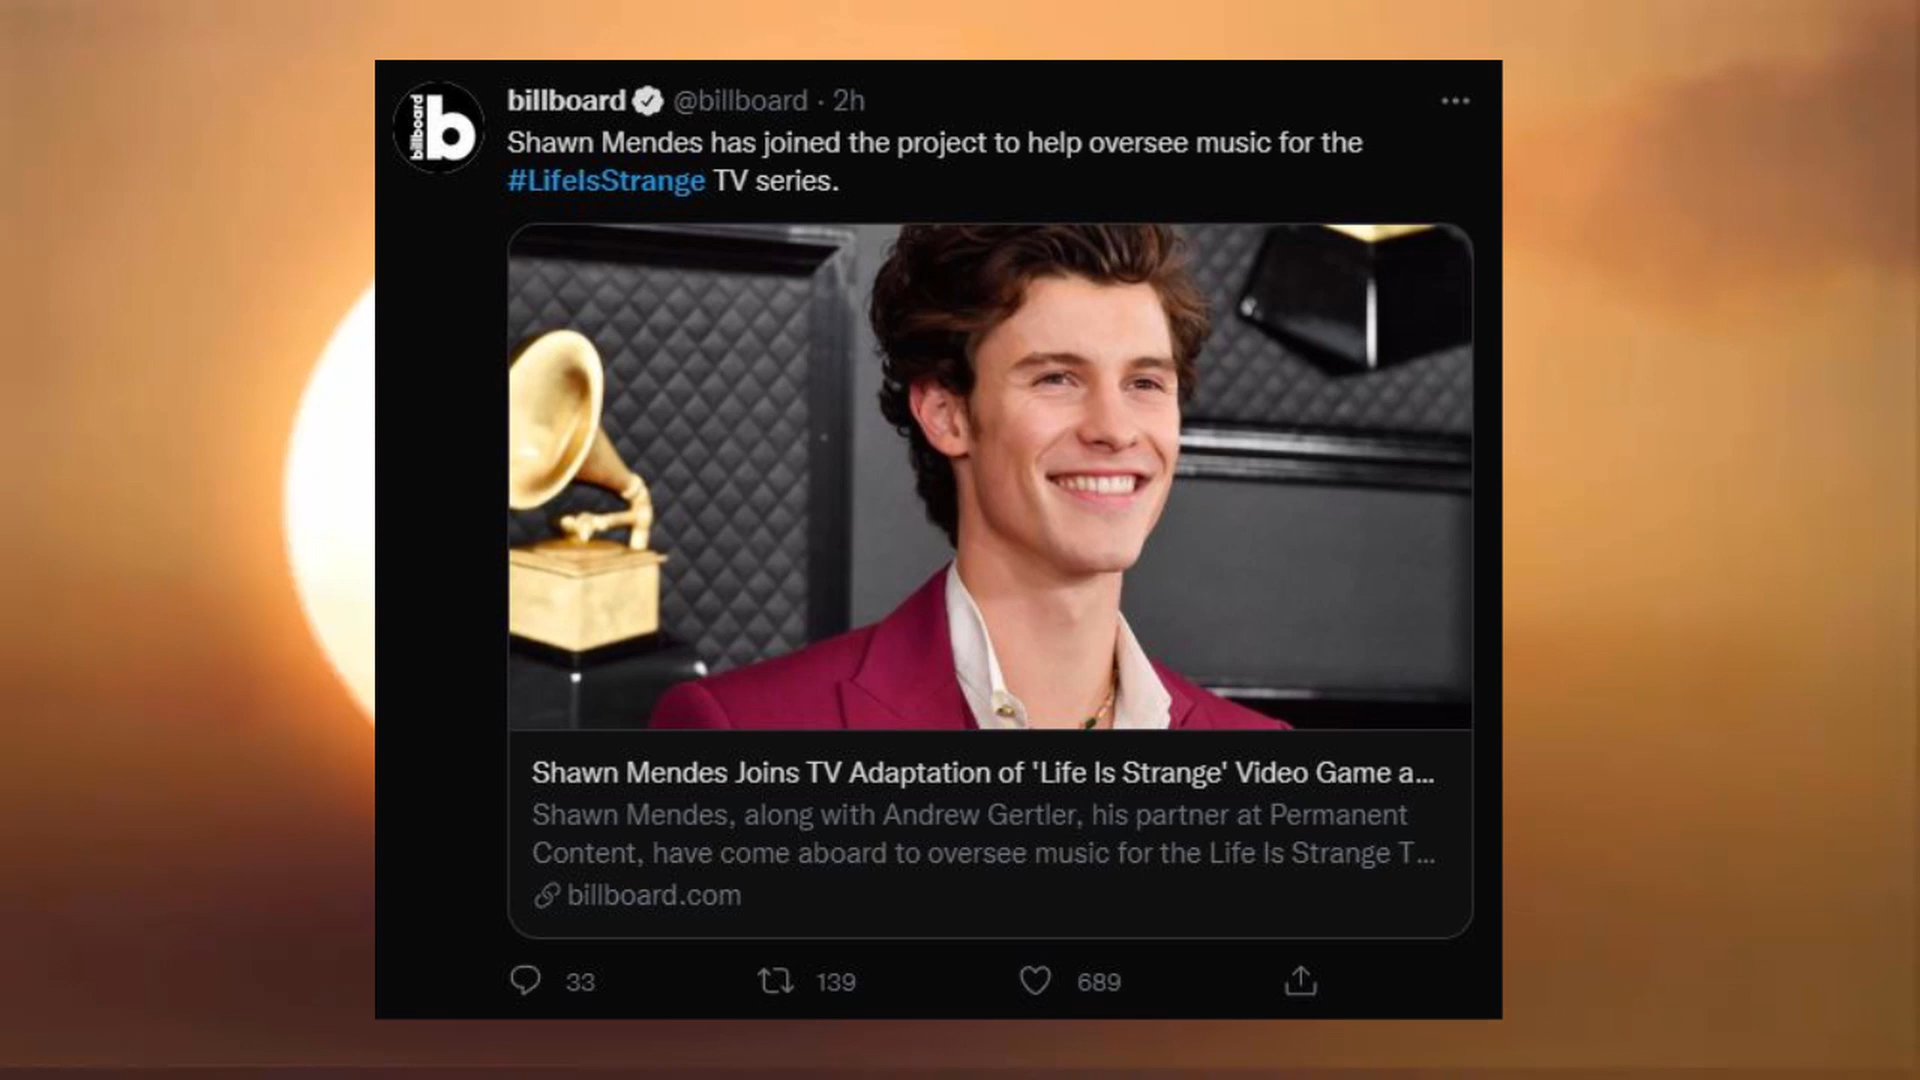 billboard @billboard · 2h
Shawn Mendes has joined the project to help oversee music for the
#LifeIsStrange TV series.
billboard b
Shawn Mendes Joins TV Adaptation of 'Life Is Strange' Video Game a...
Shawn Mendes, along with Andrew Gertler, his partner at Permanent
Content, have come aboard to oversee music for the Life Is Strange T...
billboard.com
33 139 689